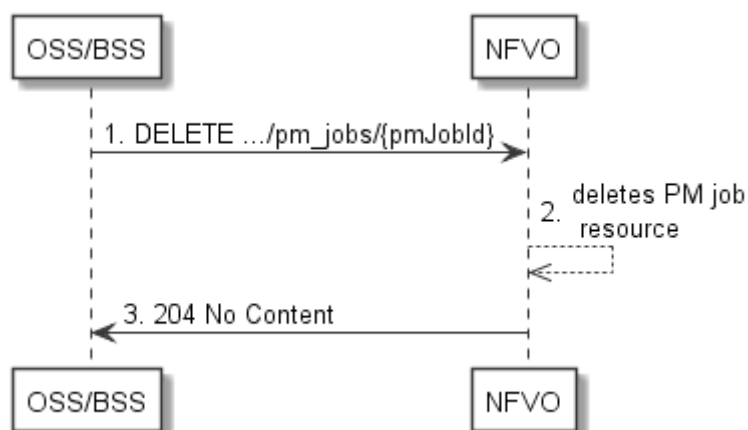 OSS/BSS
NFVO
1. DELETE .../pm_jobs/{pmJobId}
2. deletes PM job
resource
3. 204 No Content
OSS/BSS
NFVO